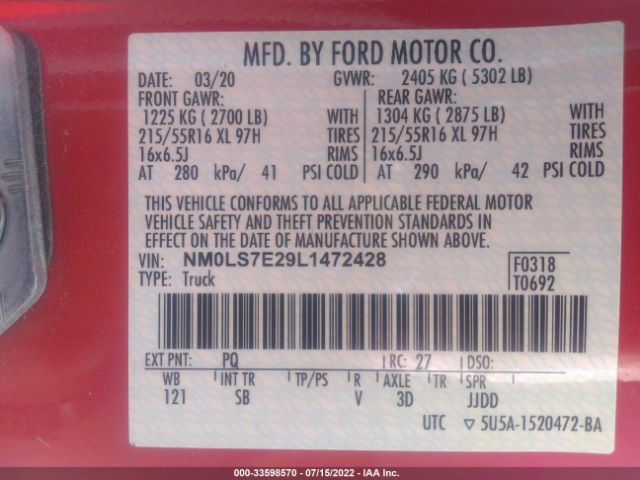 MFD. BY FORD MOTOR CO.
DATE: 03/20 GVWR: 2405 KG ( 5302 LB)
FRONT GAWR: REAR GAWR:
1225 KG ( 2700 LB) WITH 1304 KG ( 2875 LB) WITH
215/55R16 XL 97H TIRES 215/55R16 XL 97H TIRES
16x6.5J RIMS 16x6.5J RIMS
AT 280 kPa/ 41 PSI COLD AT 290 kPa/ 42 PSI COLD
THIS VEHICLE CONFORMS TO ALL APPLICABLE FEDERAL MOTOR
VEHICLE SAFETY AND THEFT PREVENTION STANDARDS IN
EFFECT ON THE DATE OF MANUFACTURE SHOWN ABOVE.
VIN: NM0LS7E29L1472428 F0318
TYPE: Truck T0692
EXT PNT: PQ RC: 27 DSO:
WB INT TR TP/PS R AXLE TR SPR
121 SB V 3D JJDD
UTC ▽ 5U5A-1520472-BA
000-33598570 - 07/15/2022 - IAA Inc.